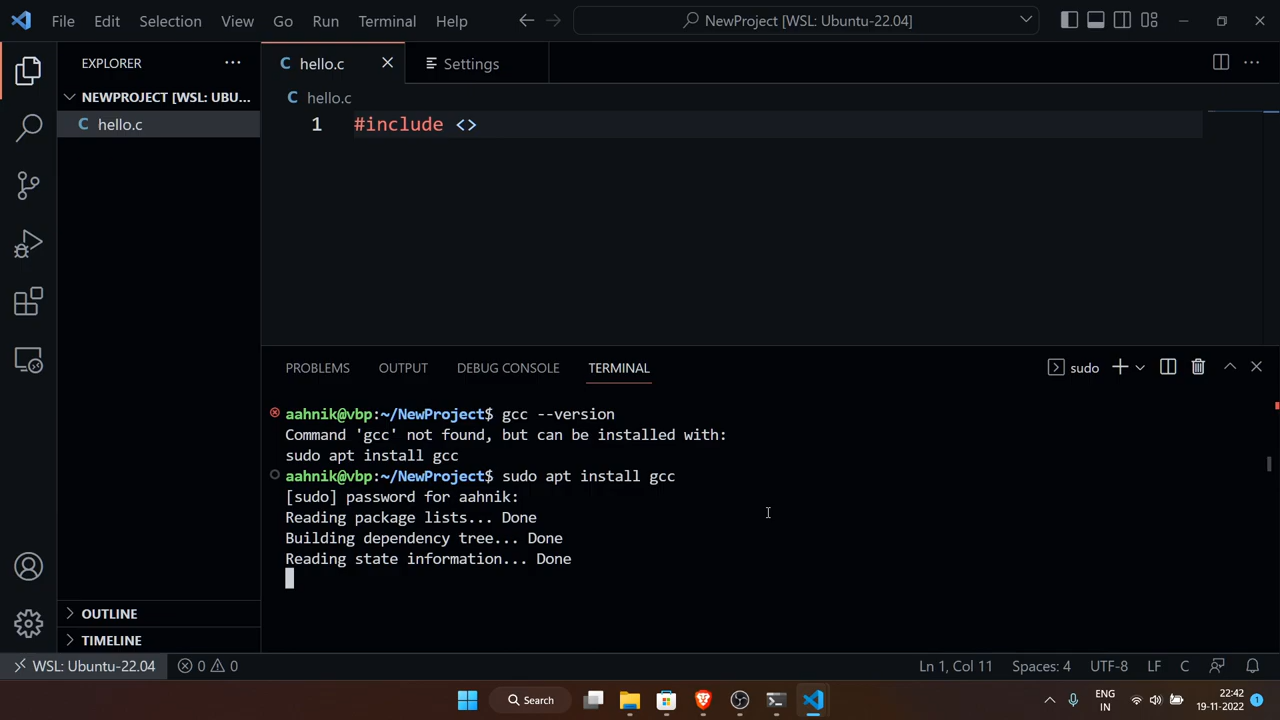 File Edit Selection View Go Run Terminal Help
NewProject [WSL: Ubuntu-22.04]
EXPLORER
NEWPROJECT [WSL: UBU...
C hello.c
OUTLINE
TIMELINE
C hello.c
Settings
C hello.c
1 #include <>
PROBLEMS OUTPUT DEBUG CONSOLE TERMINAL
sudo
aahnik@vbp:~/NewProject$ gcc --version
Command 'gcc' not found, but can be installed with:
sudo apt install gcc
aahnik@vbp:~/NewProject$ sudo apt install gcc
[sudo] password for aahnik:
Reading package lists... Done
Building dependency tree... Done
Reading state information... Done
WSL: Ubuntu-22.04 0 0 Ln 1, Col 11 Spaces: 4 UTF-8 LF C
Search
ENG
IN
22:42
19-11-2022
1